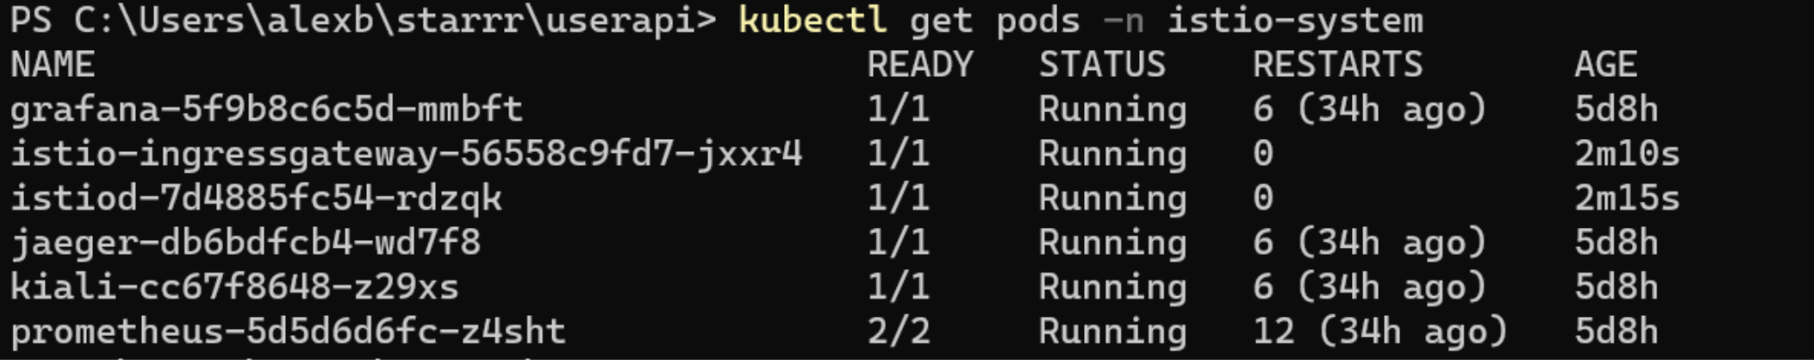 PS C:\Users\alexb\starrr\userapi> kubectl get pods -n istio-system
NAME READY STATUS RESTARTS AGE
grafana-5f9b8c6c5d-mmbft 1/1 Running 6 (34h ago) 5d8h
istio-ingressgateway-56558c9fd7-jxxr4 1/1 Running 0 2m10s
istiod-7d4885fc54-rdzqk 1/1 Running 0 2m15s
jaeger-db6bdfcb4-wd7f8 1/1 Running 6 (34h ago) 5d8h
kiali-cc67f8648-z29xs 1/1 Running 6 (34h ago) 5d8h
prometheus-5d5d6d6fc-z4sht 2/2 Running 12 (34h ago) 5d8h